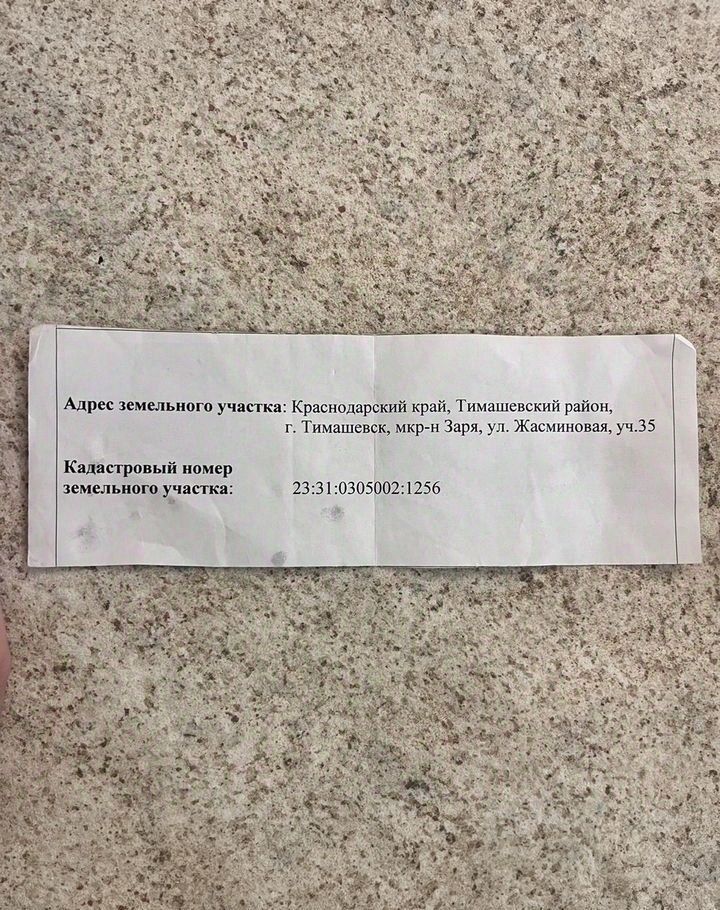 Адрес земельного участка: Краснодарский край, Тимашевский район,
г. Тимашевск, мкр-н Заря, ул. Жасминовая, уч.35
Кадастровый номер
земельного участка: 23:31:0305002:1256